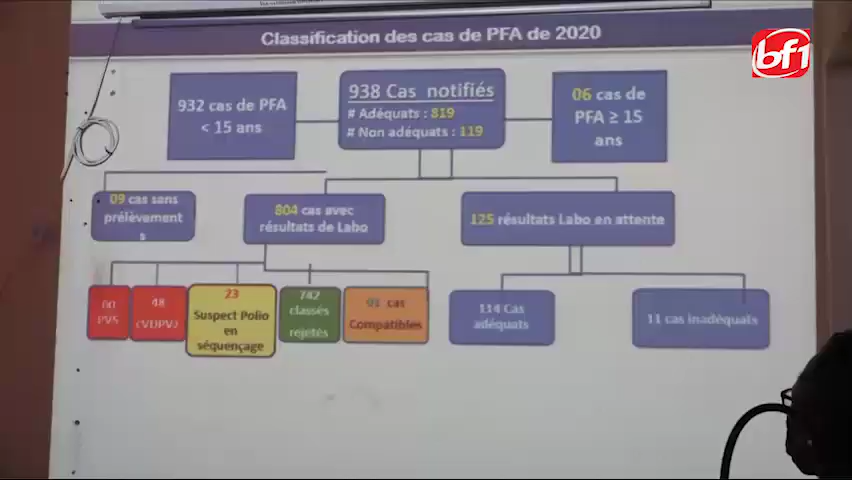 Classification des cas de PFA de 2020
bf1
932 cas de PFA
< 15 ans
938 Cas notifiés
# Adéquats : 819
# Non adéquats : 119
06 cas de
PFA ≥ 15
ans
09 cas sans
prélèvement
s
804 cas avec
résultats de Labo
125 résultats Labo en attente
00
PVS
48
(VDPV)
23
Suspect Polio
en
séquençage
742
classés
rejetés
01 cas
Compatibles
114 Cas
adéquats
11 cas inadéquats